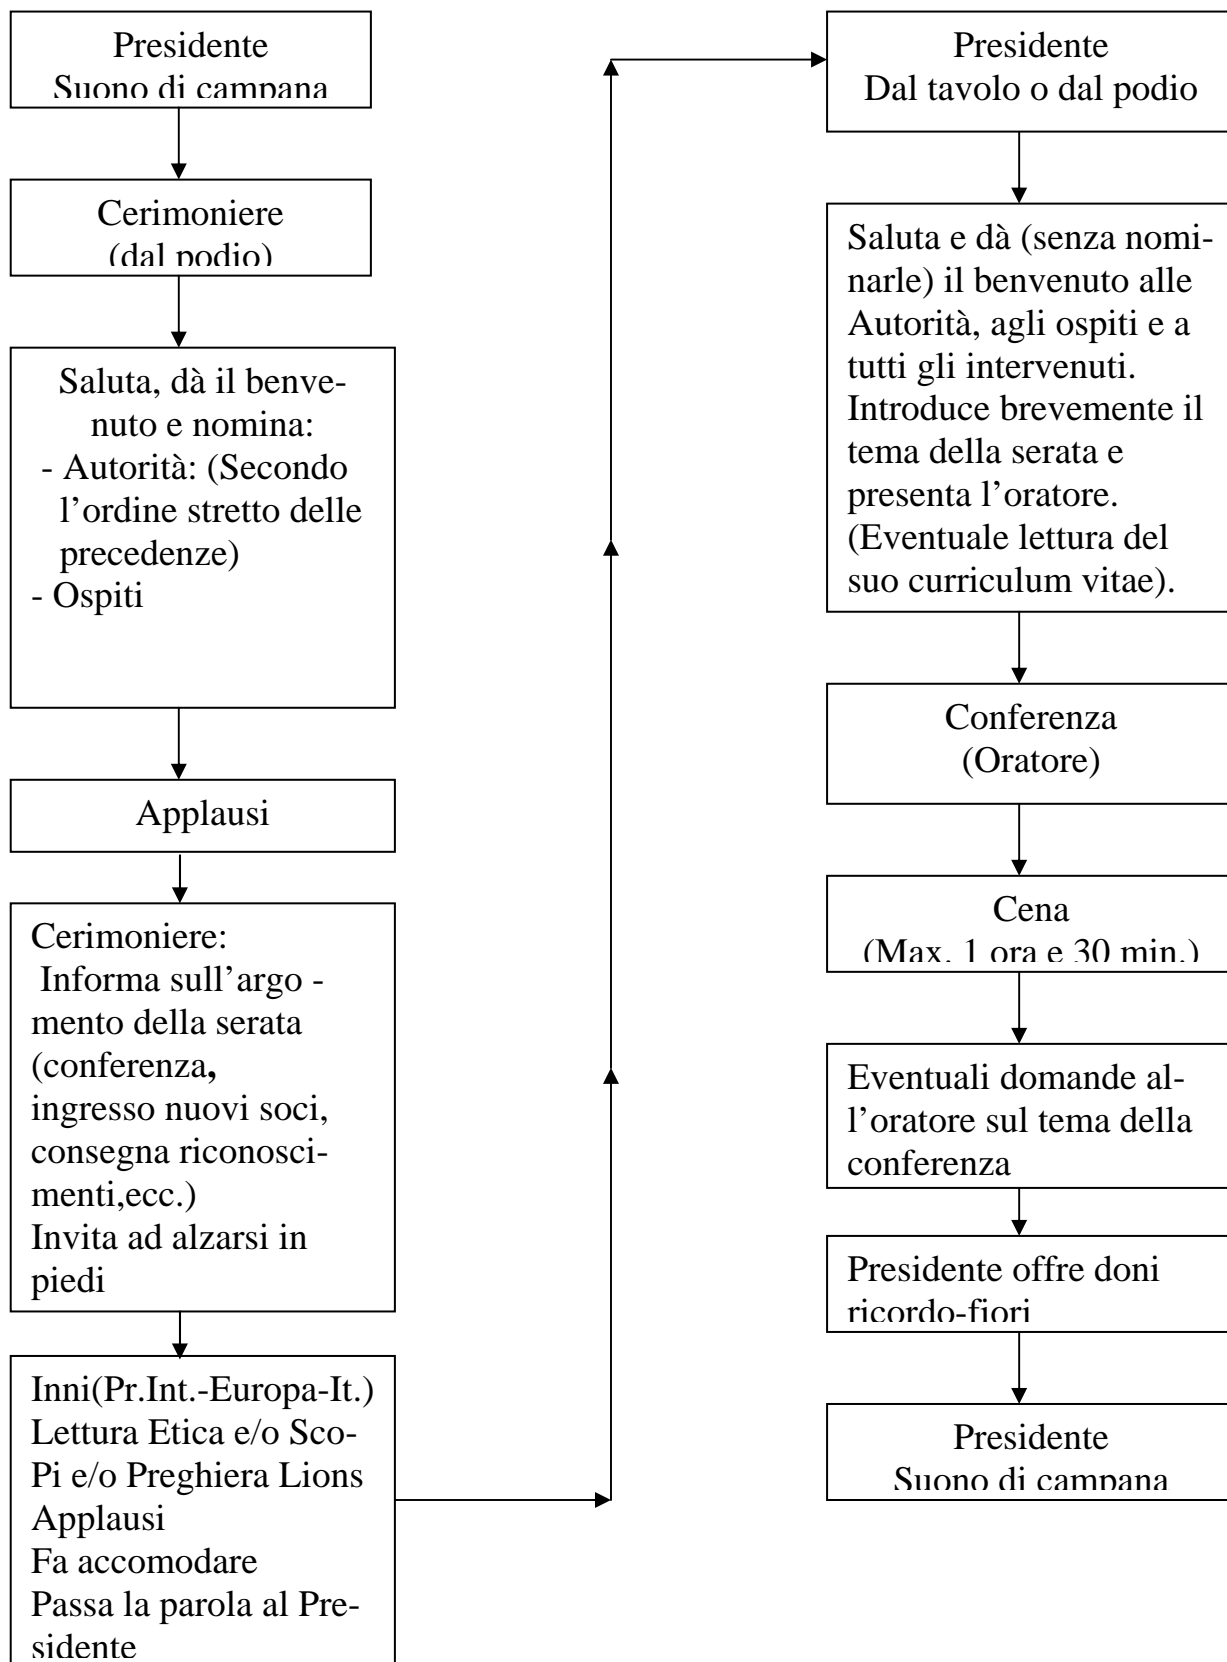 Presidente
Suono di campana
Cerimoniere
(dal podio)
Saluta, dà il benve-
nuto e nomina:
- Autorità: (Secondo
l’ordine stretto delle
precedenze)
- Ospiti
Applausi
Cerimoniere:
Informa sull’argo -
mento della serata
(conferenza,
ingresso nuovi soci,
consegna riconosci-
menti,ecc.)
Invita ad alzarsi in
piedi
Inni(Pr.Int.-Europa-It.)
Lettura Etica e/o Sco-
Pi e/o Preghiera Lions
Applausi
Fa accomodare
Passa la parola al Pre-
sidente
Presidente
Dal tavolo o dal podio
Saluta e dà (senza nomi-
narle) il benvenuto alle
Autorità, agli ospiti e a
tutti gli intervenuti.
Introduce brevemente il
tema della serata e
presenta l’oratore.
(Eventuale lettura del
suo curriculum vitae).
Conferenza
(Oratore)
Cena
(Max. 1 ora e 30 min.)
Eventuali domande al-
l’oratore sul tema della
conferenza
Presidente offre doni
ricordo-fiori
Presidente
Suono di campana